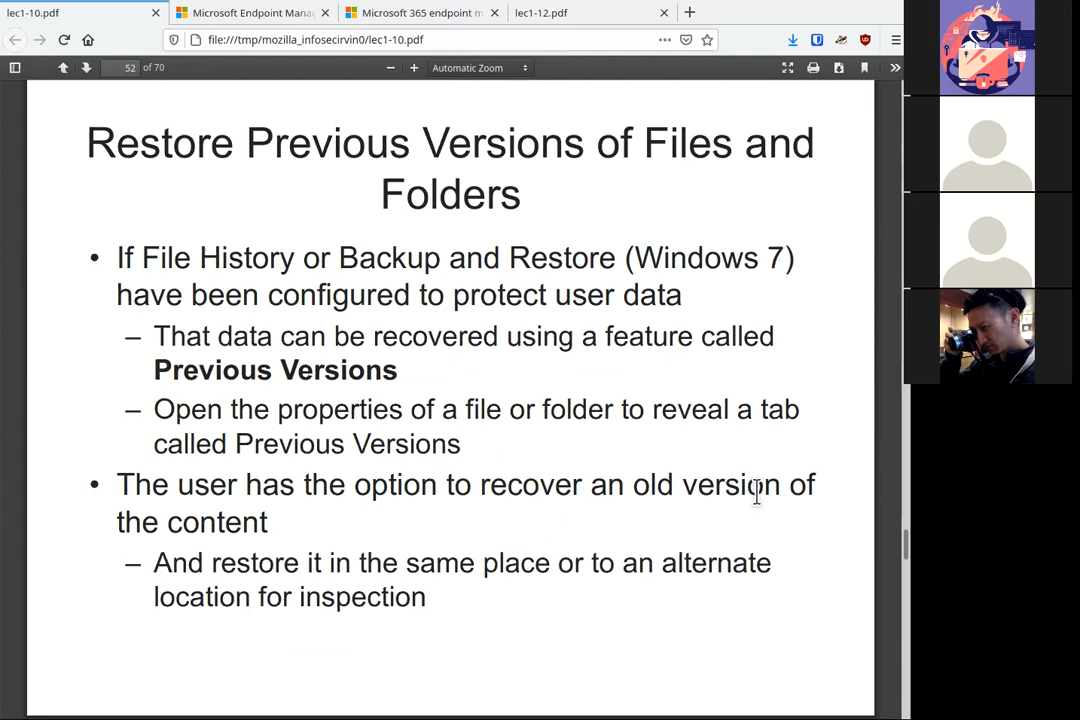 lec1-10.pdf
Microsoft Endpoint Mana
Microsoft 365 endpoint m
lec1-12.pdf
file:///tmp/mozilla_infosecirvin0/lec1-10.pdf
52 of 70
Automatic Zoom
Restore Previous Versions of Files and
Folders
• If File History or Backup and Restore (Windows 7)
have been configured to protect user data
– That data can be recovered using a feature called
Previous Versions
– Open the properties of a file or folder to reveal a tab
called Previous Versions
• The user has the option to recover an old version of
the content
– And restore it in the same place or to an alternate
location for inspection